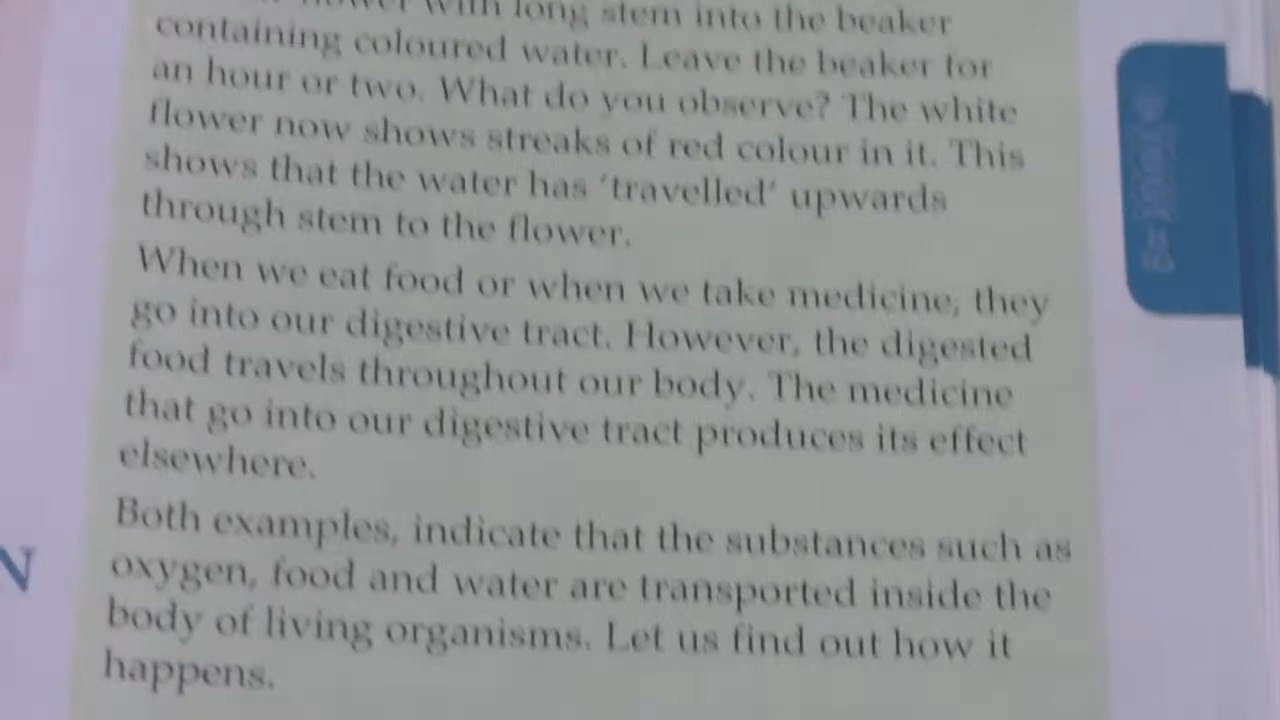 flower with long stem into the beaker
containing coloured water. Leave the beaker for
an hour or two. What do you observe? The white
flower now shows streaks of red colour in it. This
shows that the water has ‘travelled’ upwards
through stem to the flower.
When we eat food or when we take medicine, they
go into our digestive tract. However, the digested
food travels throughout our body. The medicine
that go into our digestive tract produces its effect
elsewhere.
Both examples, indicate that the substances such as
oxygen, food and water are transported inside the
body of living organisms. Let us find out how it
happens.
N